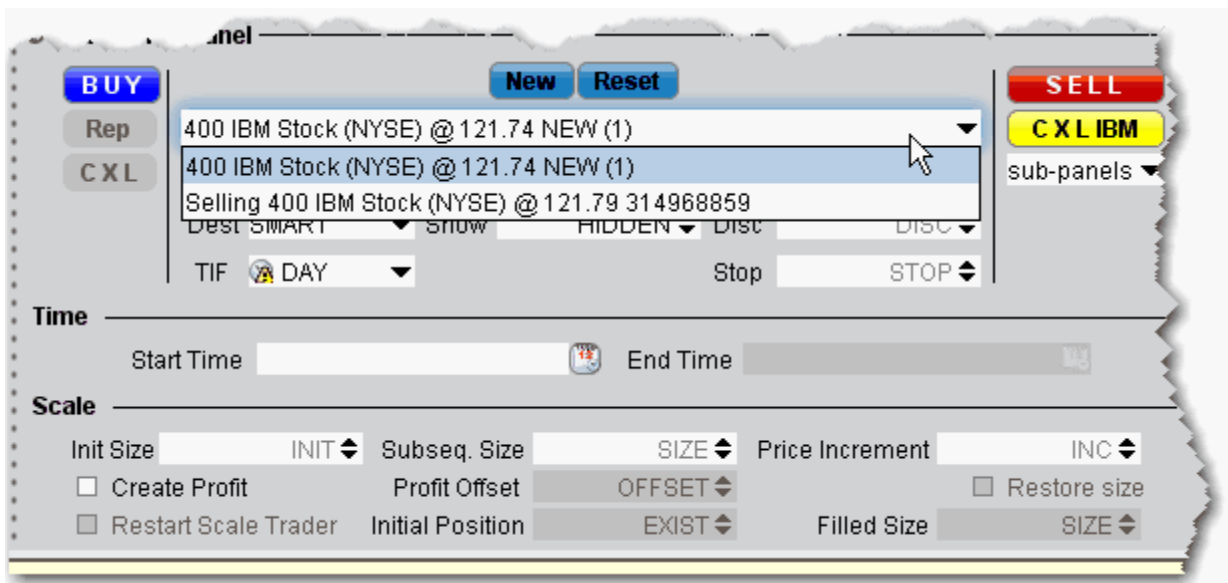 anel
BUY New Reset SELL
Rep 400 IBM Stock (NYSE) @ 121.74 NEW (1) CXL IBM
CXL 400 IBM Stock (NYSE) @ 121.74 NEW (1) sub-panels
Selling 400 IBM Stock (NYSE) @ 121.79 314968859
Dest SMART Show HIDDEN Disc DISC
TIF DAY Stop STOP
Time
Start Time End Time
Scale
Init Size INIT Subseq. Size SIZE Price Increment INC
Create Profit Profit Offset OFFSET Restore size
Restart Scale Trader Initial Position EXIST Filled Size SIZE